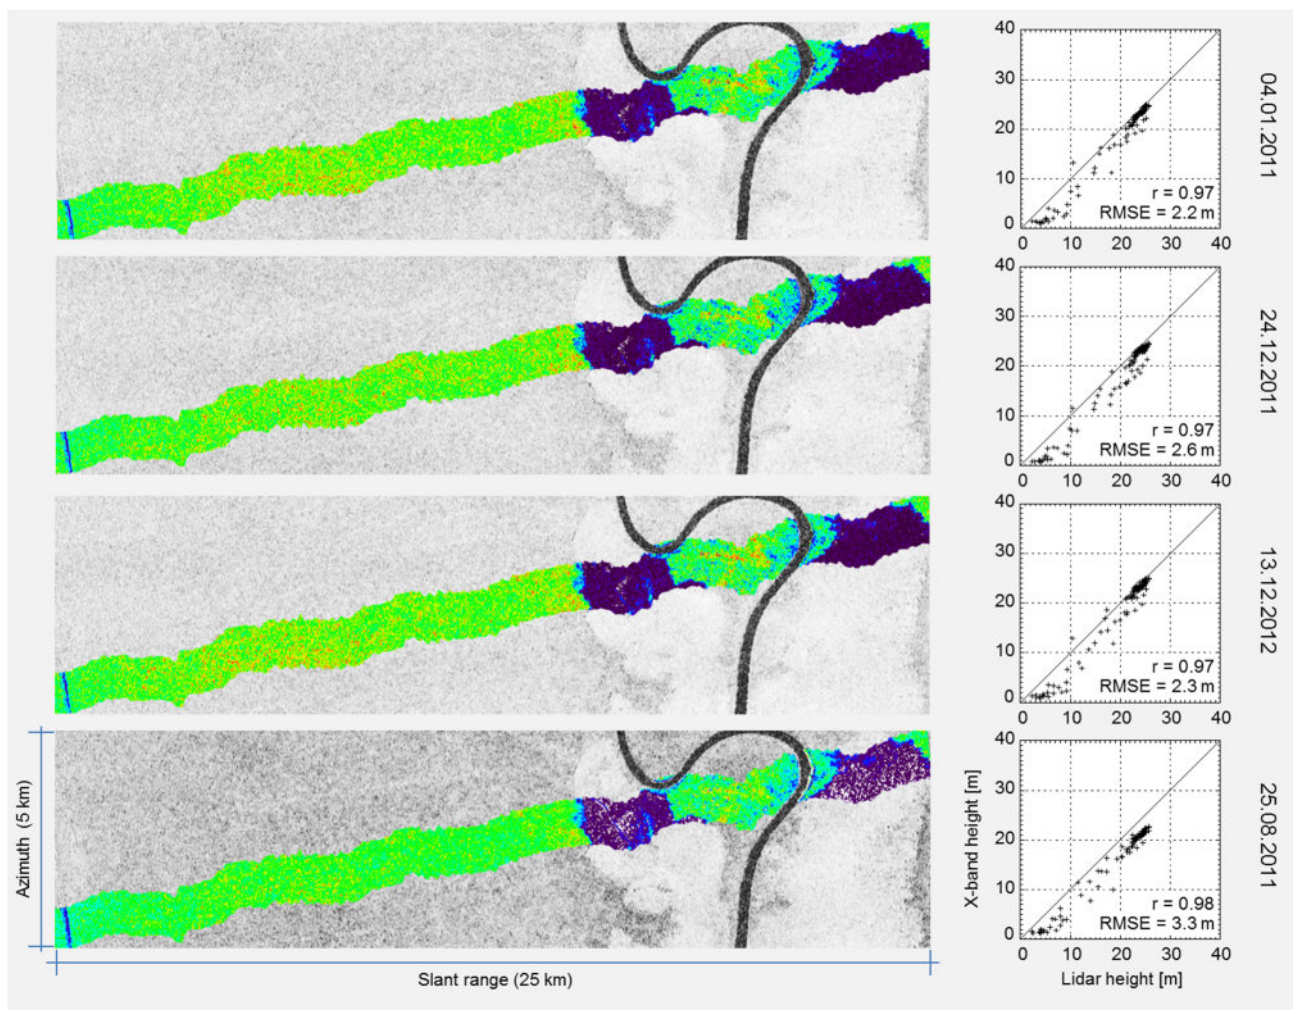 40
30
20
10
0
0 10 20 30 40
r = 0.97
RMSE = 2.2 m
04.01.2011
40
30
20
10
0
0 10 20 30 40
r = 0.97
RMSE = 2.6 m
24.12.2011
40
30
20
10
0
0 10 20 30 40
r = 0.97
RMSE = 2.3 m
13.12.2012
Azimuth (5 km)
Slant range (25 km)
X-band height [m]
40
30
20
10
0
0 10 20 30 40
r = 0.98
RMSE = 3.3 m
Lidar height [m]
25.08.2011